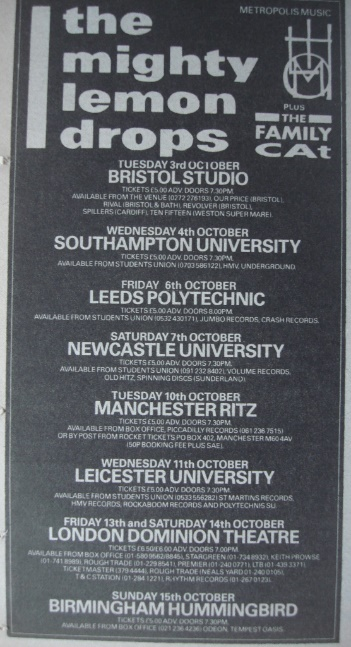 METROPOLIS MUSIC
the
mighty
lemon
drops
PLUS
THE
FAMILY
CAt
TUESDAY 3rd OCTOBER
BRISTOL STUDIO
TICKETS £5.00 ADV. DOORS 7.30PM.
AVAILABLE FROM THE VENUE (0272 276193), OUR PRICE (BRISTOL),
RIVAL (BRISTOL & BATH), REVOLVER (BRISTOL),
SPILLERS (CARDIFF), TEN FIFTEEN (WESTON SUPER MARE).
WEDNESDAY 4th OCTOBER
SOUTHAMPTON UNIVERSITY
TICKETS £5.00 ADV. DOORS 7.30PM.
AVAILABLE FROM STUDENTS UNION (0703 586122), HMV, UNDERGROUND.
FRIDAY 6th OCTOBER
LEEDS POLYTECHNIC
TICKETS £5.00 ADV. DOORS 8.00PM.
AVAILABLE FROM STUDENTS UNION (0532 430171), JUMBO RECORDS, CRASH RECORDS.
SATURDAY 7th OCTOBER
NEWCASTLE UNIVERSITY
TICKETS £5.00 ADV. DOORS 7.30PM.
AVAILABLE FROM STUDENTS UNION (091 232 8402), VOLUME RECORDS,
OLD HITZ, SPINNING DISCS (SUNDERLAND).
TUESDAY 10th OCTOBER
MANCHESTER RITZ
TICKETS £5.00 ADV. DOORS 7.30PM.
AVAILABLE FROM BOX OFFICE, PICCADILLY RECORDS (061 236 7515)
OR BY POST FROM ROCKET TICKETS PO BOX 402, MANCHESTER M60 4AV
(50P BOOKING FEE PLUS SAE).
WEDNESDAY 11th OCTOBER
LEICESTER UNIVERSITY
TICKETS £5.00 ADV. DOORS 7.30PM.
AVAILABLE FROM STUDENTS UNION (0533 556282) ST MARTINS RECORDS,
HMV RECORDS, ROCKABOOM RECORDS AND POLYTECHNIC SU.
FRIDAY 13th and SATURDAY 14th OCTOBER
LONDON DOMINION THEATRE
TICKETS £6.50/£6.00 ADV. DOORS 7.00PM
AVAILABLE FROM BOX OFFICE (01-580 9562/8845), STARGREEN (01-734 8932), KEITH PROWSE
(01-741 8989), ROUGH TRADE (01-229 8541), PREMIER (01-240 0771), LTB (01-439 3371),
TICKETMASTER (379 4444), ROUGH TRADE (NEALS YARD 01-240 0105),
T & C STATION (01-284 1221), RHYTHM RECORDS (01-267 0123).
SUNDAY 15th OCTOBER
BIRMINGHAM HUMMINGBIRD
TICKETS £5.00 ADV. DOORS 7.30PM.
AVAILABLE FROM BOX OFFICE (021 236 4236) ODEON, TEMPEST, OASIS.